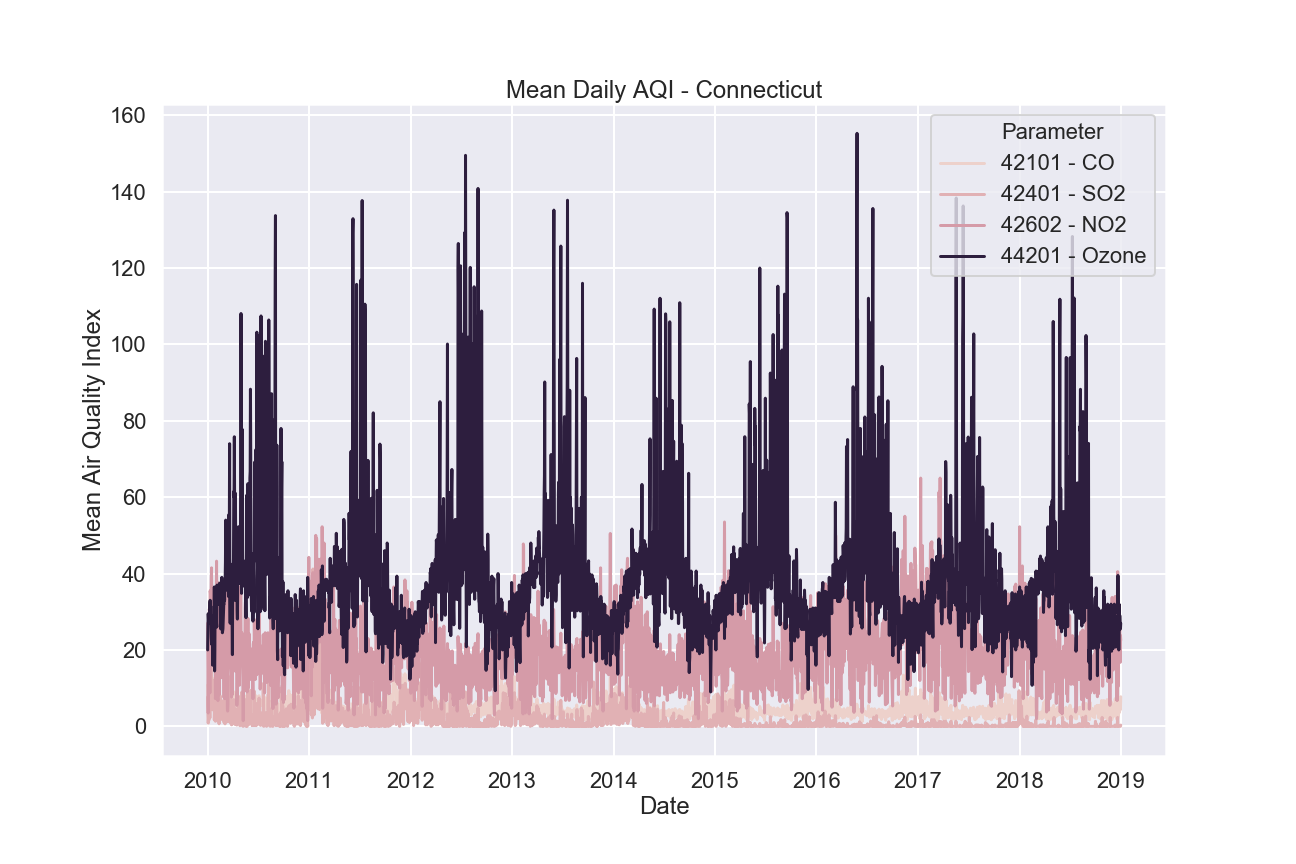 Mean Daily AQI - Connecticut
Parameter
42101 - CO
42401 - SO2
42602 - NO2
44201 - Ozone
Mean Air Quality Index
160
140
120
100
80
60
40
20
0
2010 2011 2012 2013 2014 2015 2016 2017 2018 2019
Date